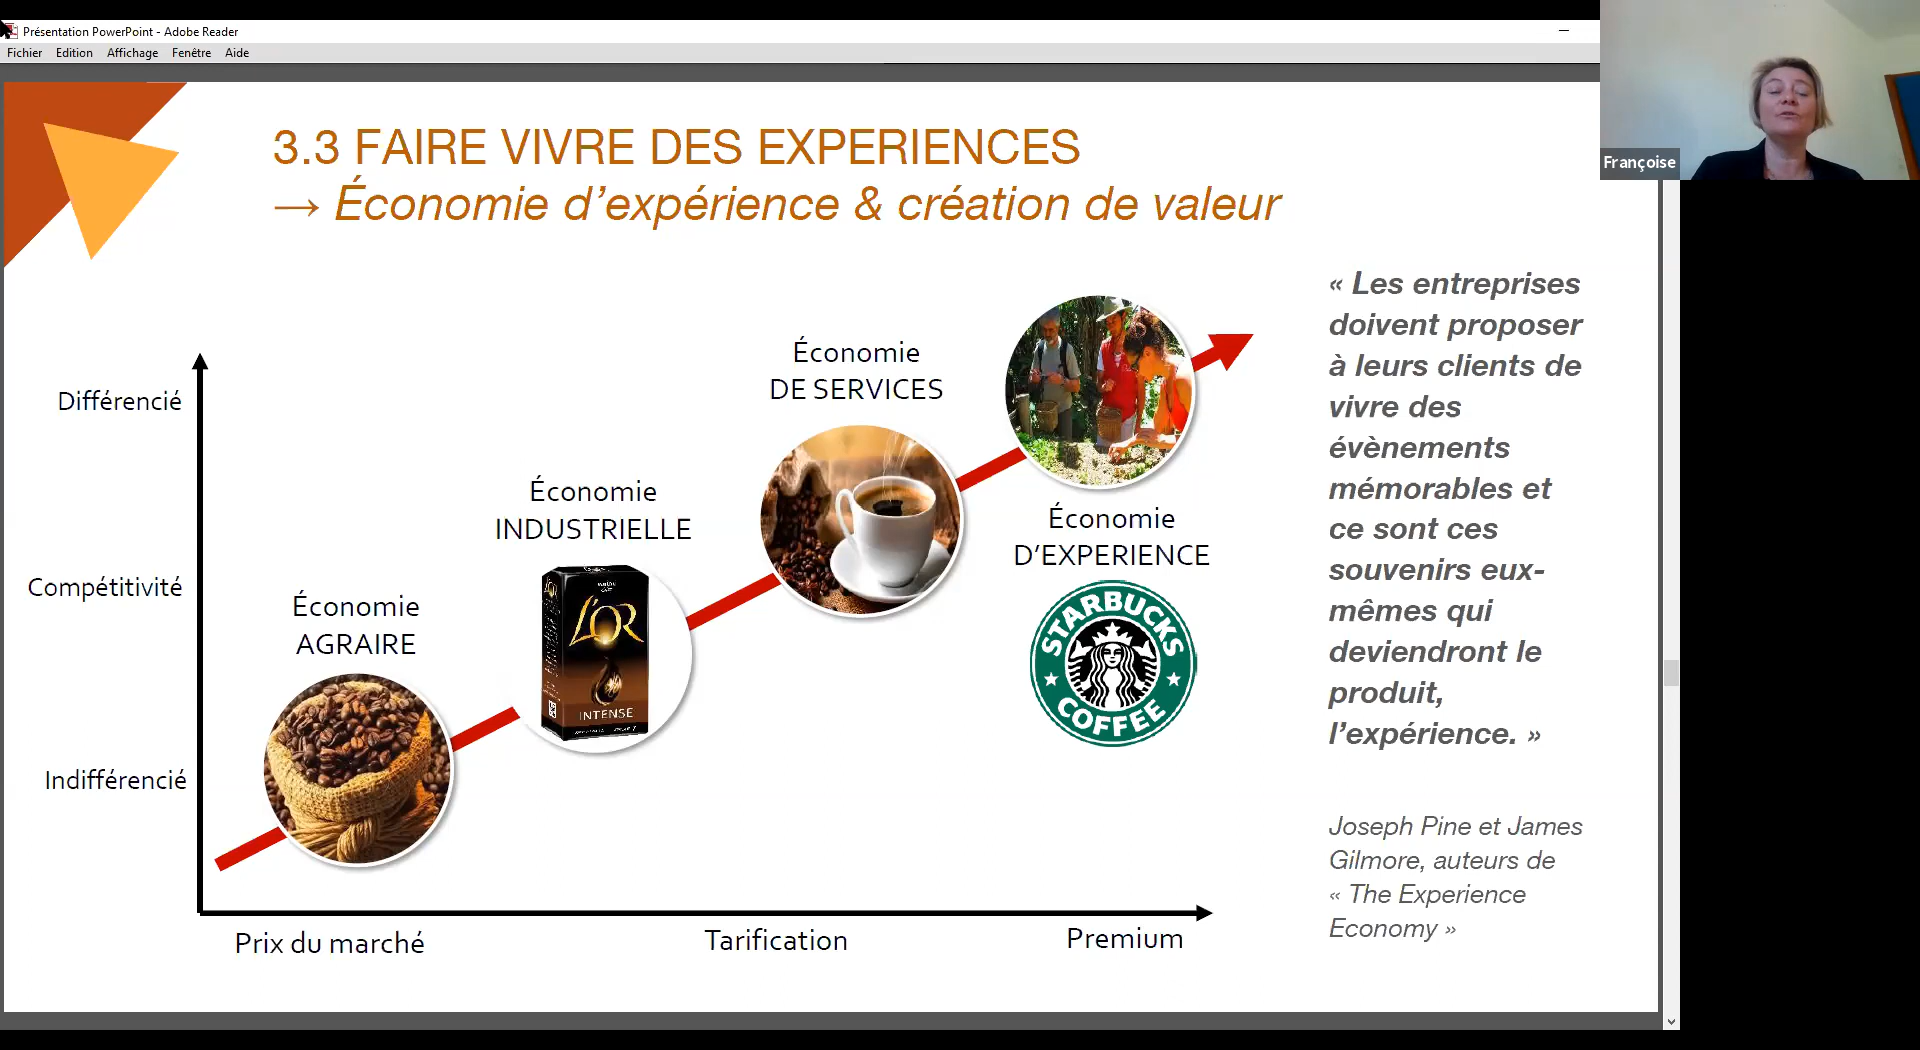 Présentation PowerPoint - Adobe Reader
Fichier Edition Affichage Fenêtre Aide
Françoise
3.3 FAIRE VIVRE DES EXPERIENCES
→ Économie d’expérience & création de valeur
Différencié
Compétitivité
Indifférencié
Économie
AGRAIRE
Économie
INDUSTRIELLE
L'OR
INTENSE
Économie
DE SERVICES
Économie
D’EXPERIENCE
STARBUCKS
COFFEE
Prix du marché
Tarification
Premium
« Les entreprises
doivent proposer
à leurs clients de
vivre des
évènements
mémorables et
ce sont ces
souvenirs eux-
mêmes qui
deviendront le
produit,
l’expérience. »
Joseph Pine et James
Gilmore, auteurs de
« The Experience
Economy »